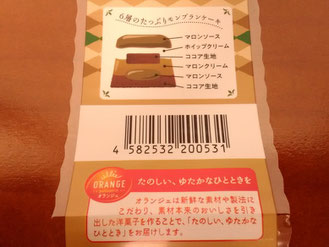 6層のたっぷりモンブランケーキ
マロンソース
ホイップクリーム
ココア生地
マロンクリーム
マロンソース
ココア生地
4 582532 200531
ORANGE
オランジェ
たのしい、ゆたかなひとときを
オランジェは新鮮な素材や製法に
こだわり、素材本来のおいしさを引き
出した洋菓子を作ることで、「たのしい、ゆたかな
ひととき」をお届けします。